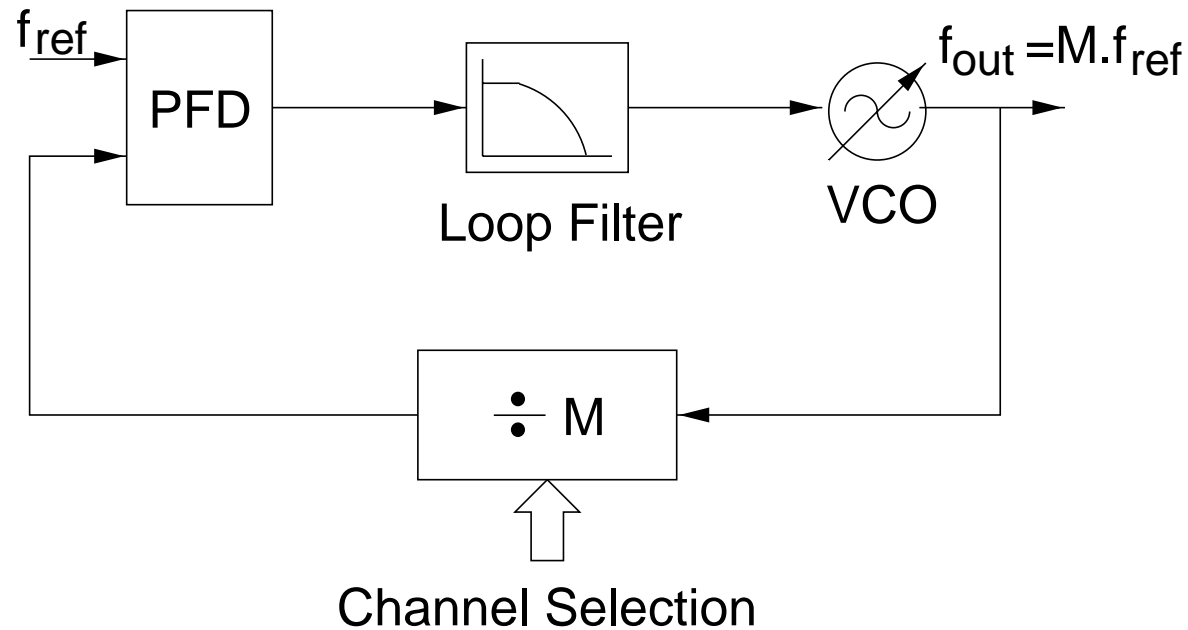 fref
PFD
Loop Filter
VCO
fout =M.fref
÷ M
Channel Selection